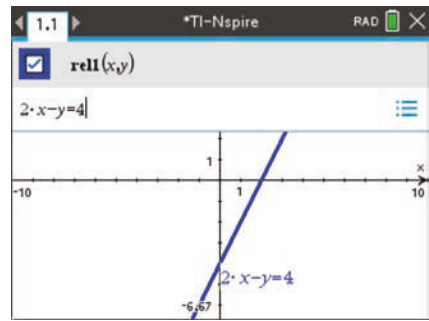 1.1 *TI-Nspire RAD
rel1(x,y)
2·x−y=4
1
x
-10 1 10
2·x−y=4
-6.67